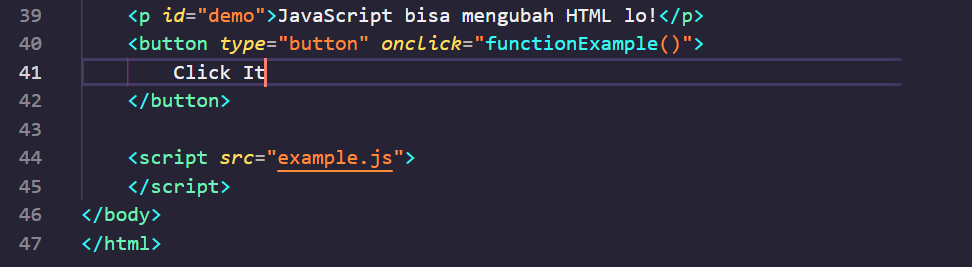 39 <p id="demo">JavaScript bisa mengubah HTML lo!</p>
40 <button type="button" onclick="functionExample()">
41 Click It
42 </button>
43
44 <script src="example.js">
45 </script>
46 </body>
47 </html>